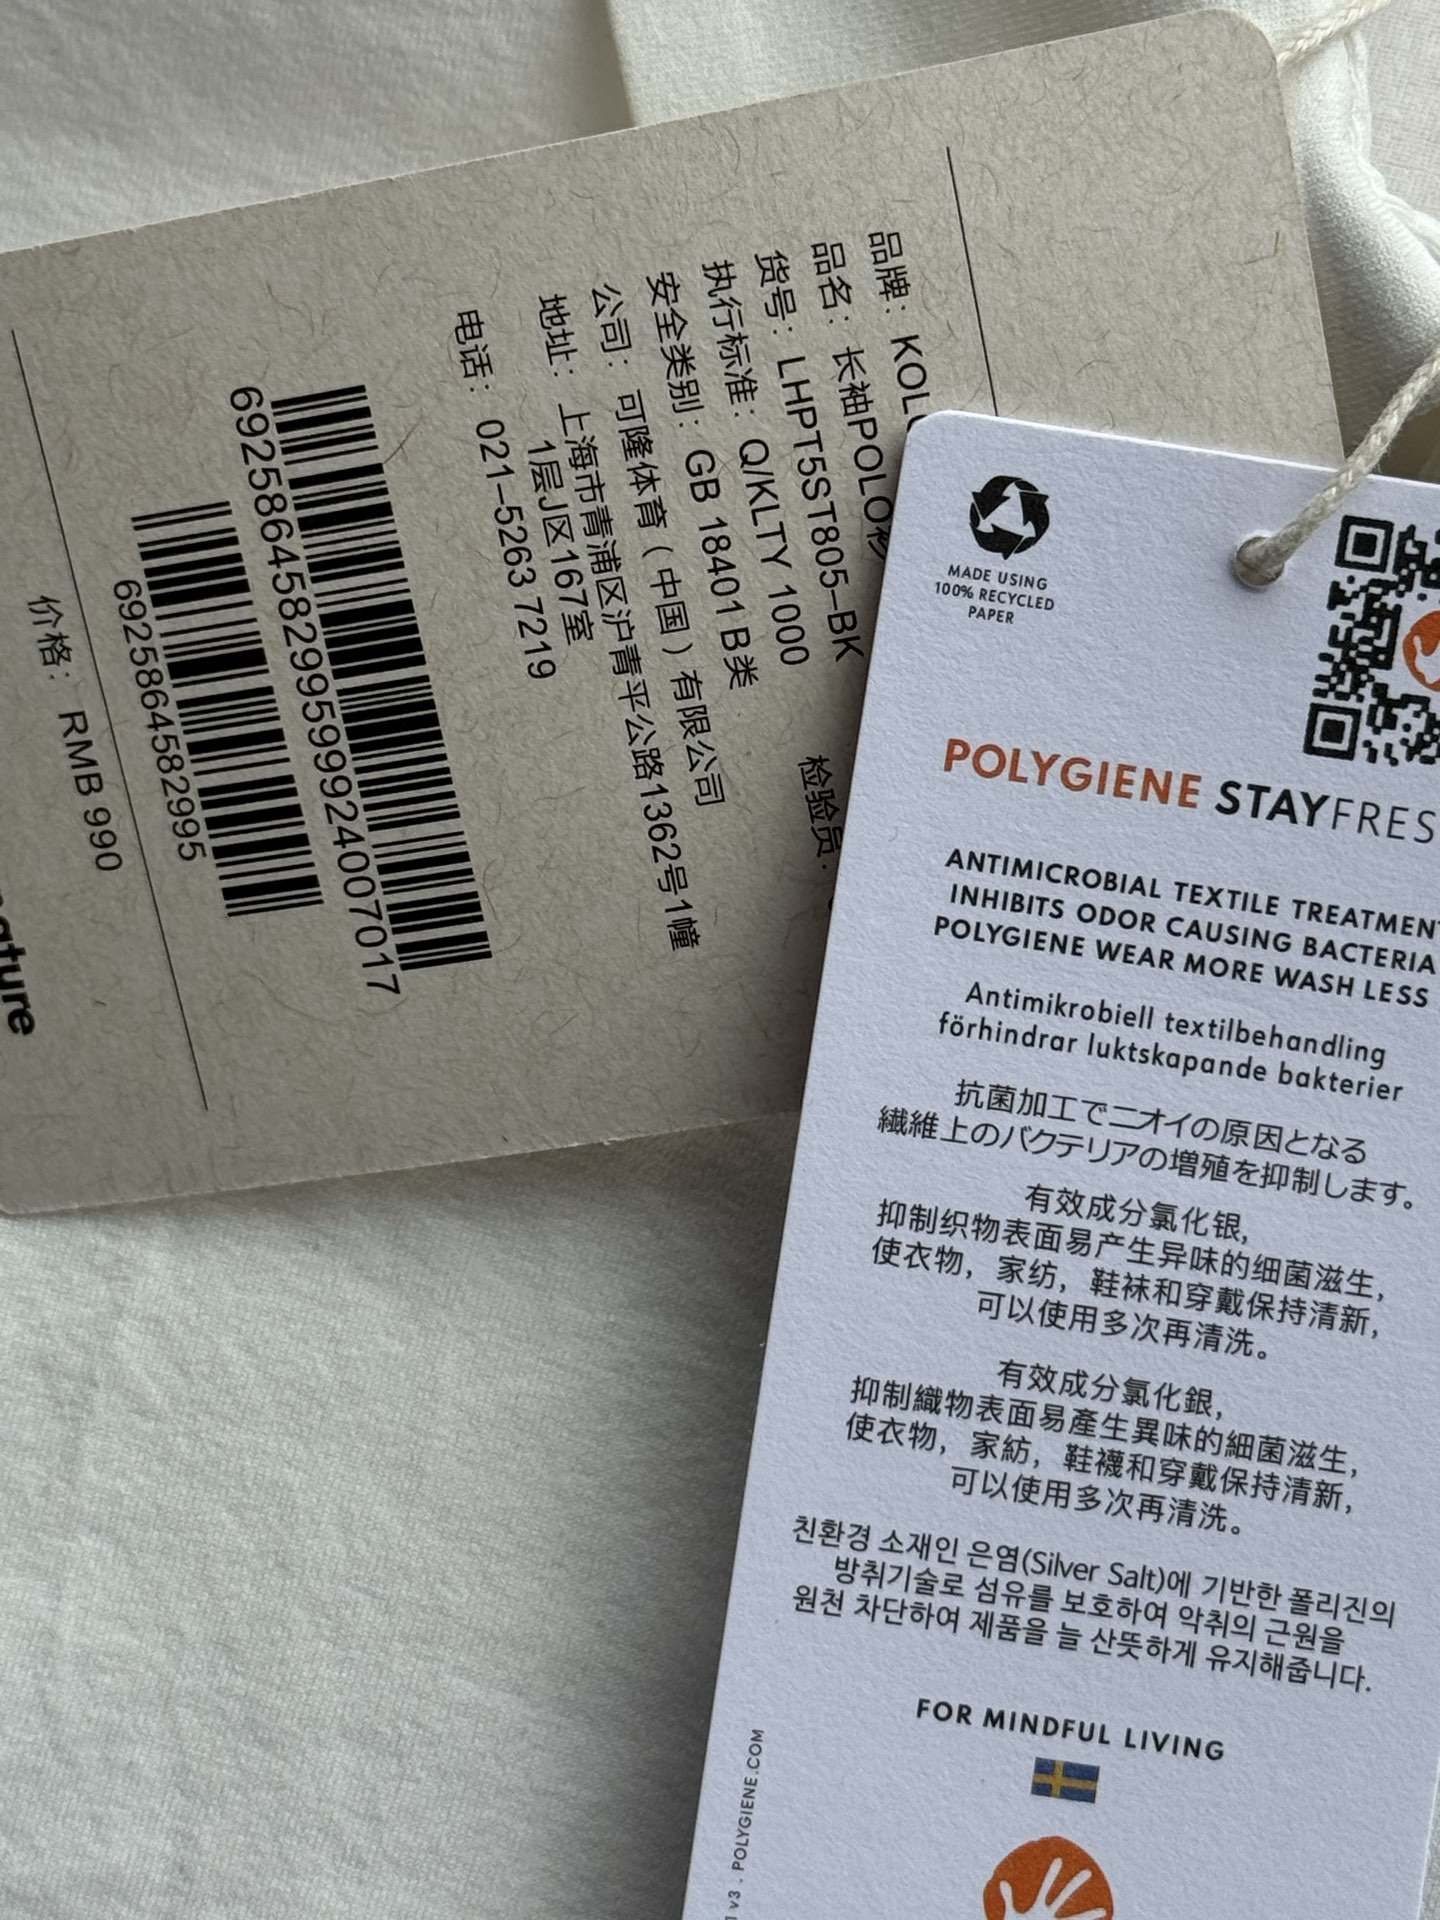 品牌：
品名：长袖POLO衫
货号：LHPT5ST805-BK
执行标准：Q/KLTY 1000
安全类别：GB 18401 B类
公司：可隆体育（中国）有限公司
地址：上海市青浦区沪青平公路1362号1幢
1层J区167室
电话：021-5263 7219
检验员：
692586458299599924007017
6925864582995
价格：RMB 990
MADE USING
100% RECYCLED
PAPER
POLYGIENE STAYFRES
ANTIMICROBIAL TEXTILE TREATMENT
INHIBITS ODOR CAUSING BACTERIA
POLYGIENE WEAR MORE WASH LESS
Antimikrobiell textilbehandling
förhindrar luktskapande bakterier
抗菌加工でニオイの原因となる
繊維上のバクテリアの増殖を抑制します。
有效成分氯化银,
抑制织物表面易产生异味的细菌滋生,
使衣物，家纺，鞋袜和穿戴保持清新,
可以使用多次再清洗。
有效成分氯化銀,
抑制織物表面易產生異味的細菌滋生,
使衣物，家紡，鞋襪和穿戴保持清新,
可以使用多次再清洗。
친환경 소재인 은염(Silver Salt)에 기반한 폴리진의
방취기술로 섬유를 보호하여 악취의 근원을
원천 차단하여 제품을 늘 산뜻하게 유지해줍니다.
FOR MINDFUL LIVING
v3 . POLYGIENE.COM